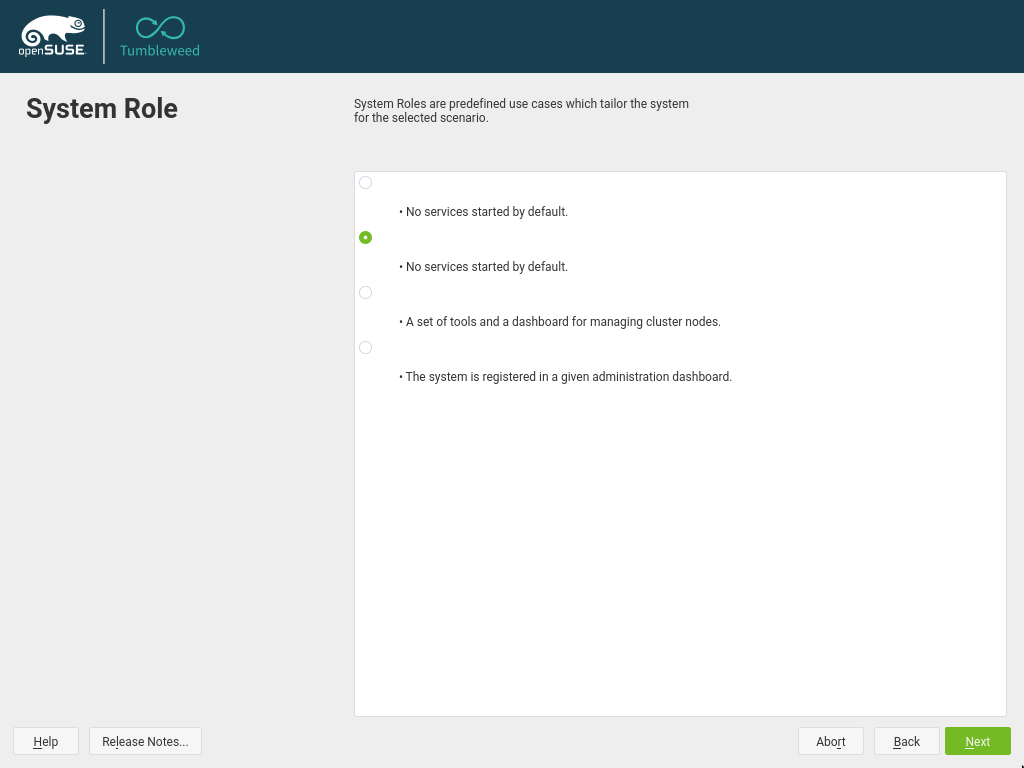 openSUSE
Tumbleweed
System Role
System Roles are predefined use cases which tailor the system
for the selected scenario.
• No services started by default.
• No services started by default.
• A set of tools and a dashboard for managing cluster nodes.
• The system is registered in a given administration dashboard.
Help
Release Notes...
Abort
Back
Next